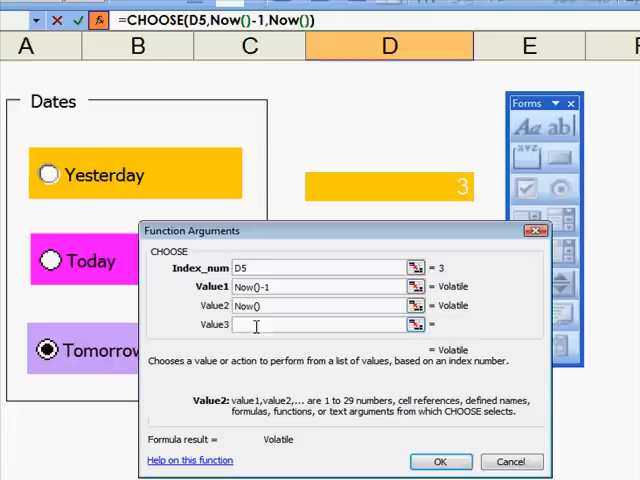 =CHOOSE(D5,Now()-1,Now())
A B C D E F
Dates
Forms
Aa ab|
xyz
Yesterday
3
Function Arguments
CHOOSE
Index_num D5 = 3
Today
Value1 Now()-1 = Volatile
Value2 Now() = Volatile
Value3 =
Tomorrow
= Volatile
Chooses a value or action to perform from a list of values, based on an index number.
Value2: value1,value2,... are 1 to 29 numbers, cell references, defined names,
formulas, functions, or text arguments from which CHOOSE selects.
Formula result = Volatile
Help on this function
OK Cancel